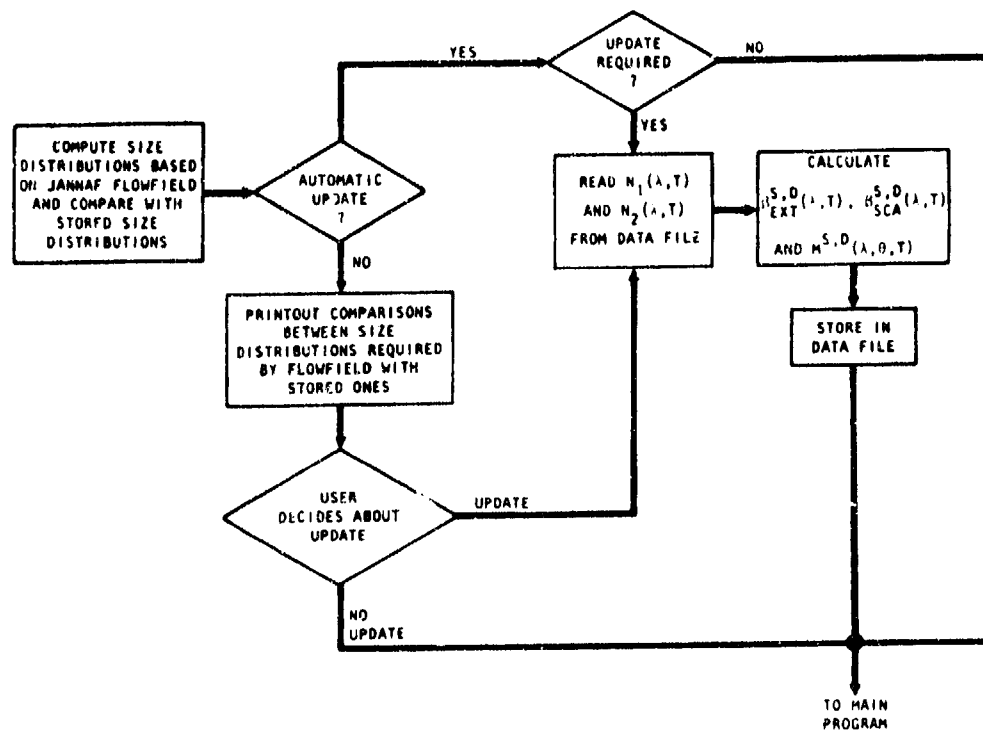 COMPUTE SIZE
DISTRIBUTIONS BASED
ON JANNAF FLOWFIELD
AND COMPARE WITH
STORED SIZE
DISTRIBUTIONS
AUTOMATIC
UPDATE
?
YES
UPDATE
REQUIRED
?
NO
YES
READ N₁(λ,T)
AND N₂(λ,T)
FROM DATA FILE
CALCULATE
β^S,D_EXT(λ,T), β^S,D_SCA(λ,T)
AND M^S,D(λ,θ,T)
STORE IN
DATA FILE
NO
PRINTOUT COMPARISONS
BETWEEN SIZE
DISTRIBUTIONS REQUIRED
BY FLOWFIELD WITH
STORED ONES
USER
DECIDES ABOUT
UPDATE
UPDATE
NO
UPDATE
TO MAIN
PROGRAM